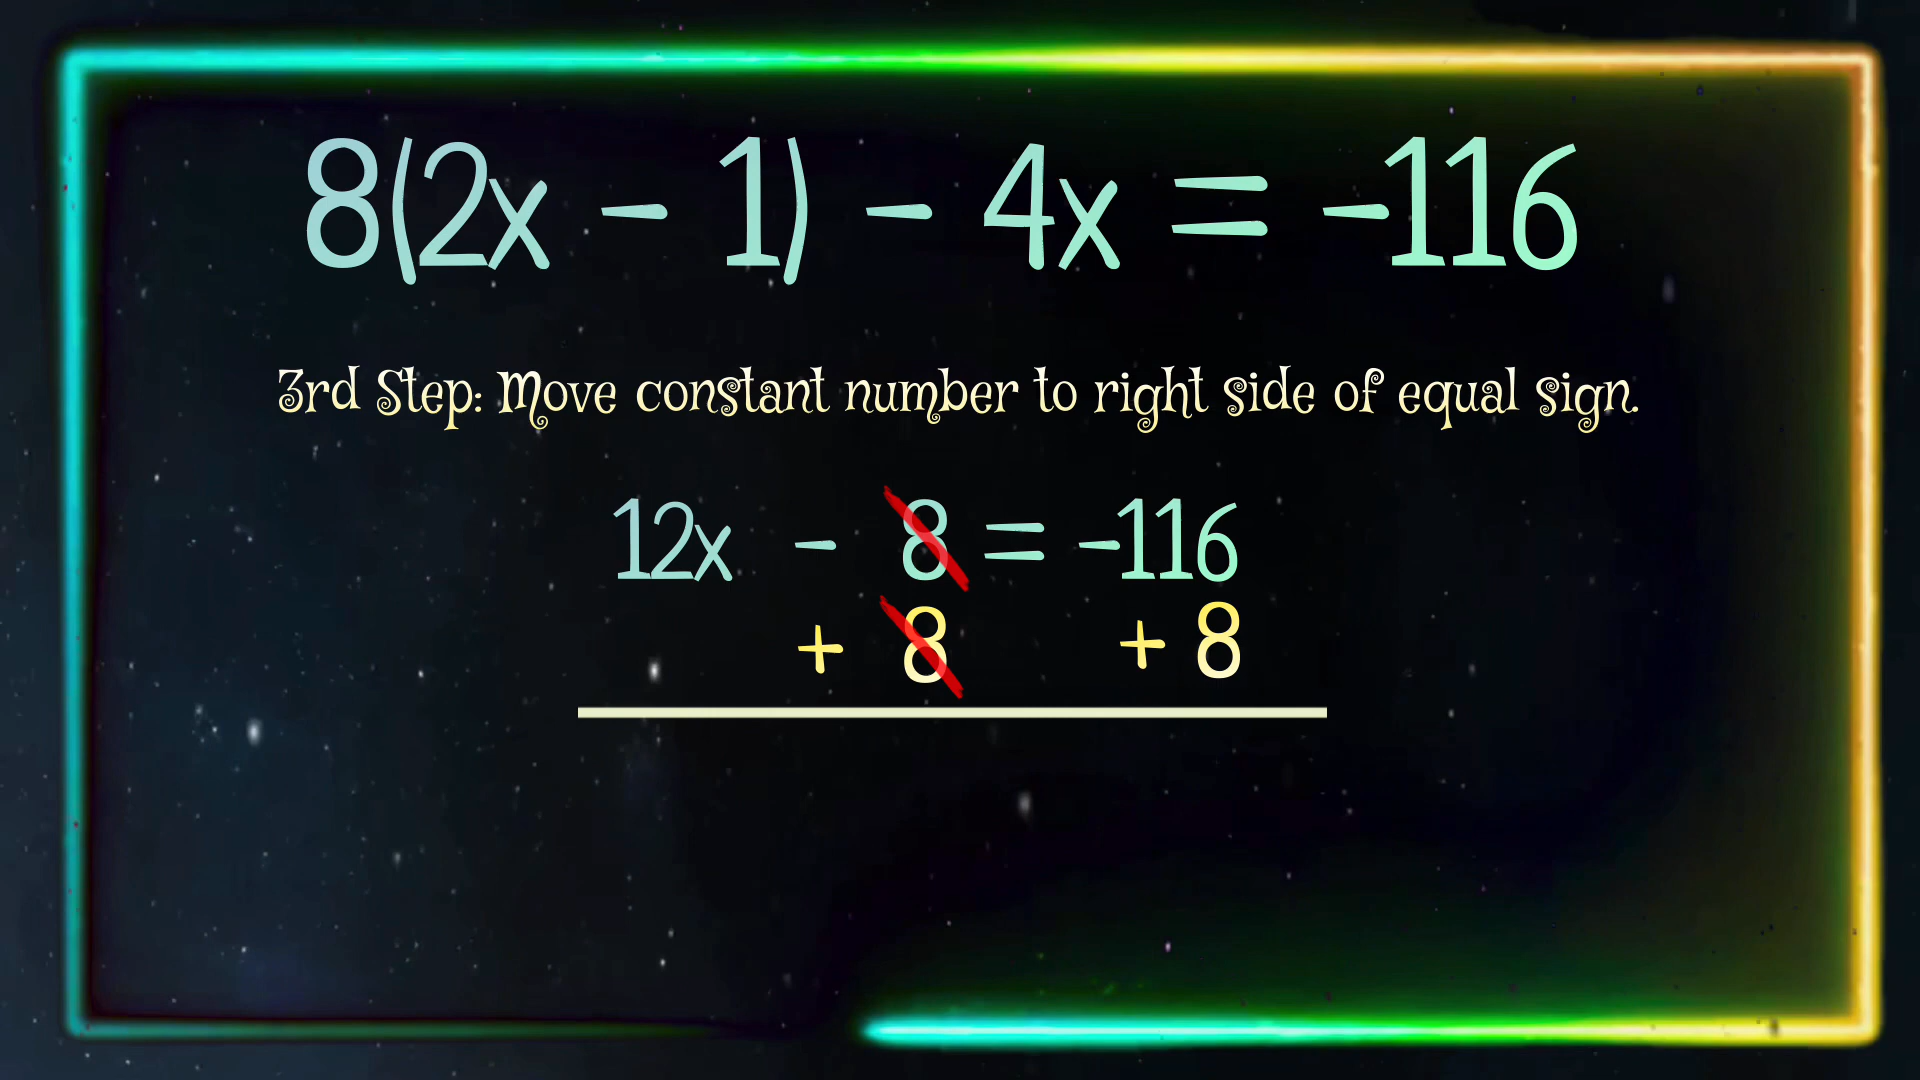 8(2x - 1) - 4x = -116
3rd Step: Move constant number to right side of equal sign.
12x - 8 = -116
+ 8 + 8